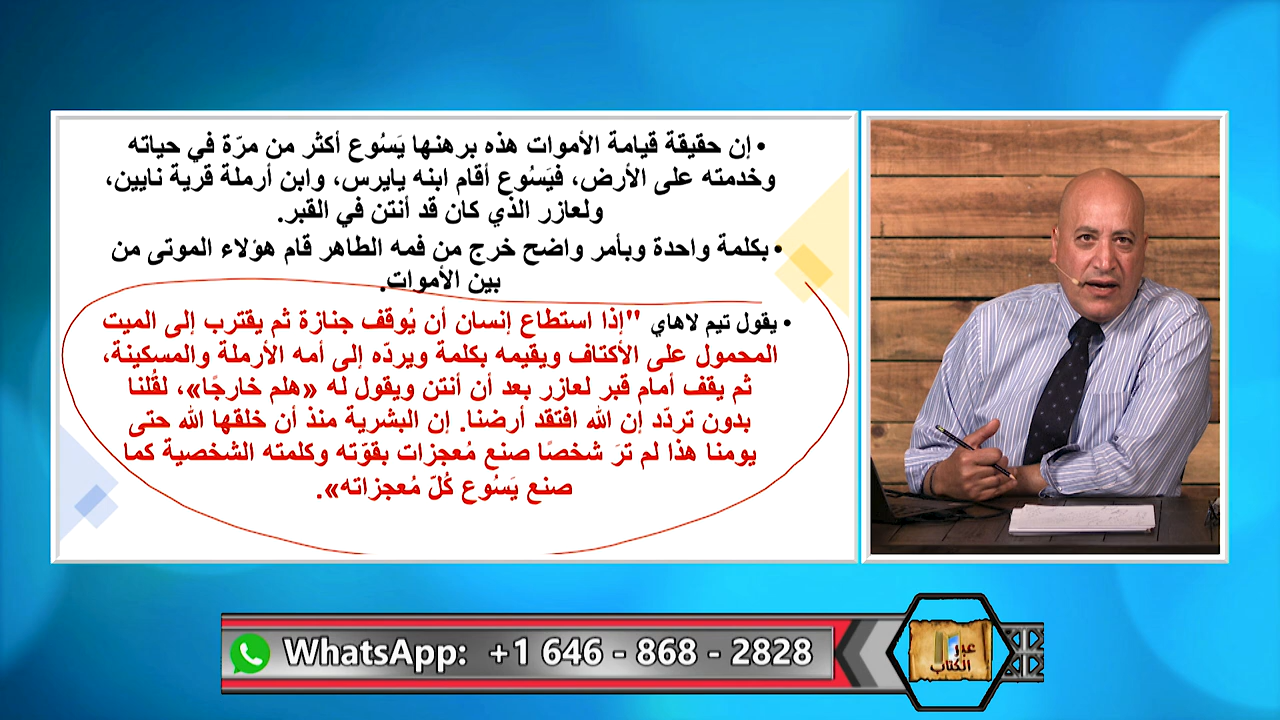 • إن حقيقة قيامة الأموات هذه برهنها يَسُوع أكثر من مرّة في حياته
وخدمته على الأرض، فيَسُوع أقام ابنه يايرس، وابن أرملة قرية نايين،
ولعازر الذي كان قد أنتن في القبر.
• بكلمة واحدة وبأمر واضح خرج من فمه الطاهر قام هؤلاء الموتى من
بين الأموات.
• يقول تيم لاهاي "إذا استطاع إنسان أن يُوقف جنازة ثم يقترب إلى الميت
المحمول على الأكتاف ويقيمه بكلمة ويردّه إلى أمه الأرملة والمسكينة،
ثم يقف أمام قبر لعازر بعد أن أنتن ويقول له «هلم خارجًا»، لقُلنا
بدون تردّد إن الله افتقد أرضنا. إن البشرية منذ أن خلقها الله حتى
يومنا هذا لم ترَ شخصًا صنع مُعجزات بقوّته وكلمته الشخصية كما
صنع يَسُوع كُلّ مُعجزاته».
WhatsApp: +1 646 - 868 - 2828
عبر
الكتاب